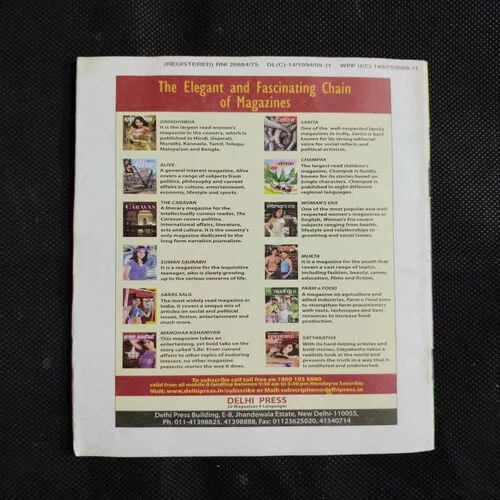 (REGISTERED) RNI 26884/75 DL(C)-14/1094/09-11 WPP U(C) 145/75/2009-11
The Elegant and Fascinating Chain
of Magazines
GRIHSHOBHA
It is the largest read women's
magazine in the country, which is
published in Hindi, Gujarati,
Marathi, Kannada, Tamil, Telugu,
Malayalam and Bangla.
ALIVE
A general interest magazine, Alive
covers a range of subjects from
politics, philosophy and current
affairs to culture, entertainment,
economy, lifestyle and sports.
THE CARAVAN
A literary magazine for the
intellectually curious reader, The
Caravan covers politics,
international affairs, literature,
arts and culture. It is the country's
only magazine dedicated to the
long form narrative journalism.
SUMAN SAURABH
It is a magazine for the inquisitive
teenager, who is slowly growing
up to the serious concerns of life.
SARAS SALIL
The most widely read magazine in
India, it covers a unique mix of
articles on social and political
issues, fiction, entertainment and
much more.
MANOHAR KAHANIYAN
This magazine takes an
entertaining, yet bold take on the
story called 'Life'. From current
affairs to other topics of enduring
interest, no other magazine
presents stories the way it does.
SARITA
One of the well-respected family
magazines in India, Sarita is best
known for its strong editorial
voice for social reform and
political activism.
CHAMPAK
The largest read children's
magazine, Champak is fondly
known for its stories based on
jungle characters. Champak is
published in eight different
regional languages.
WOMAN'S ERA
One of the most popular and well-
respected women's magazines in
English, Woman's Era covers
subjects ranging from health,
lifestyle and relationships to
grooming and social issues.
MUKTA
It is a magazine for the youth that
covers a vast range of topics,
including fashion, beauty, career,
education, films and fiction.
FARM n FOOD
A magazine on agriculture and
allied industries, Farm n Food aims
to strengthen farm practitioners
with tools, techniques and best
resources to increase food
production.
SATYAKATHA
With its hard-hitting articles and
bold stories, Satyakatha takes a
realistic look at the world and
presents the truth in a way that it
is undiluted and undistorted.
To subscribe call toll free on 1800 103 8880
valid from all mobile & landline between 9:30 am to 5:30 pm Monday to Saturday
Visit: www.delhipress.in/subscribe or Mail: subscription@delhipress.in
DELHI PRESS
30 Magazines 9 Languages
Delhi Press Building, E-8, Jhandewala Estate, New Delhi-110055,
Ph. 011-41398825, 41398888, Fax: 01123625020, 41540714